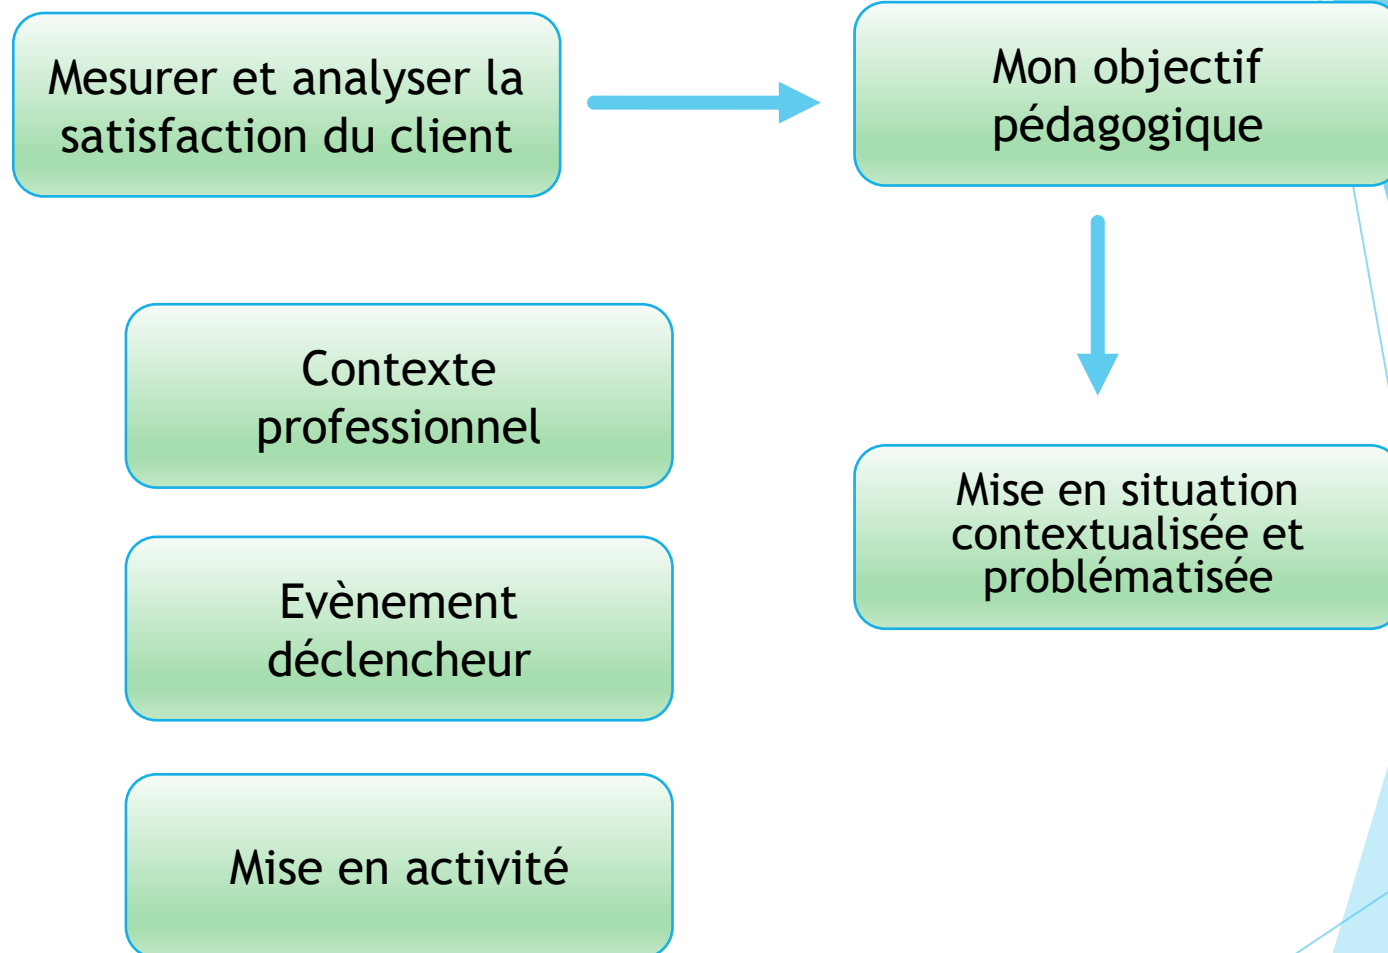 Mesurer et analyser la
satisfaction du client
Mon objectif
pédagogique
Contexte
professionnel
Mise en situation
contextualisée et
problématisée
Evènement
déclencheur
Mise en activité